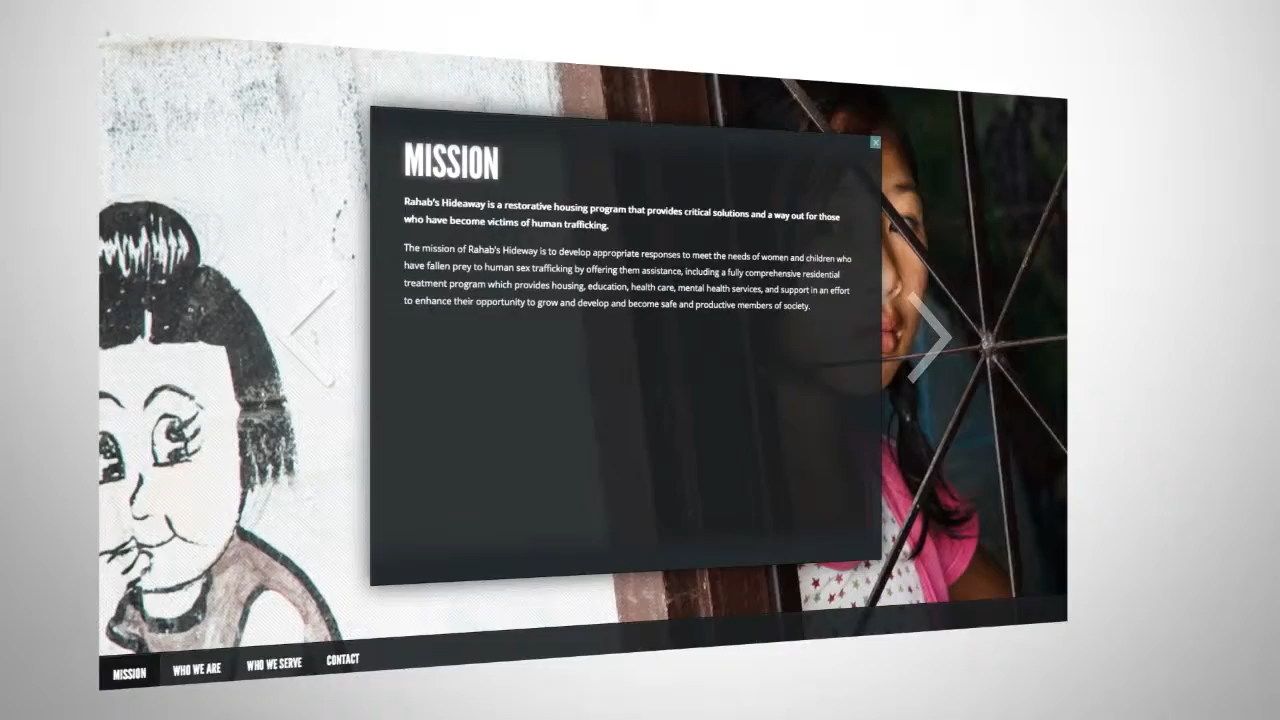 MISSION
Rahab's Hideaway is a restorative housing program that provides critical solutions and a way out for those
who have become victims of human trafficking.
The mission of Rahab's Hideway is to develop appropriate responses to meet the needs of women and children who
have fallen prey to human sex trafficking by offering them assistance, including a fully comprehensive residential
treatment program which provides housing, education, health care, mental health services, and support in an effort
to enhance their opportunity to grow and develop and become safe and productive members of society.
MISSION
WHO WE ARE
WHO WE SERVE
CONTACT